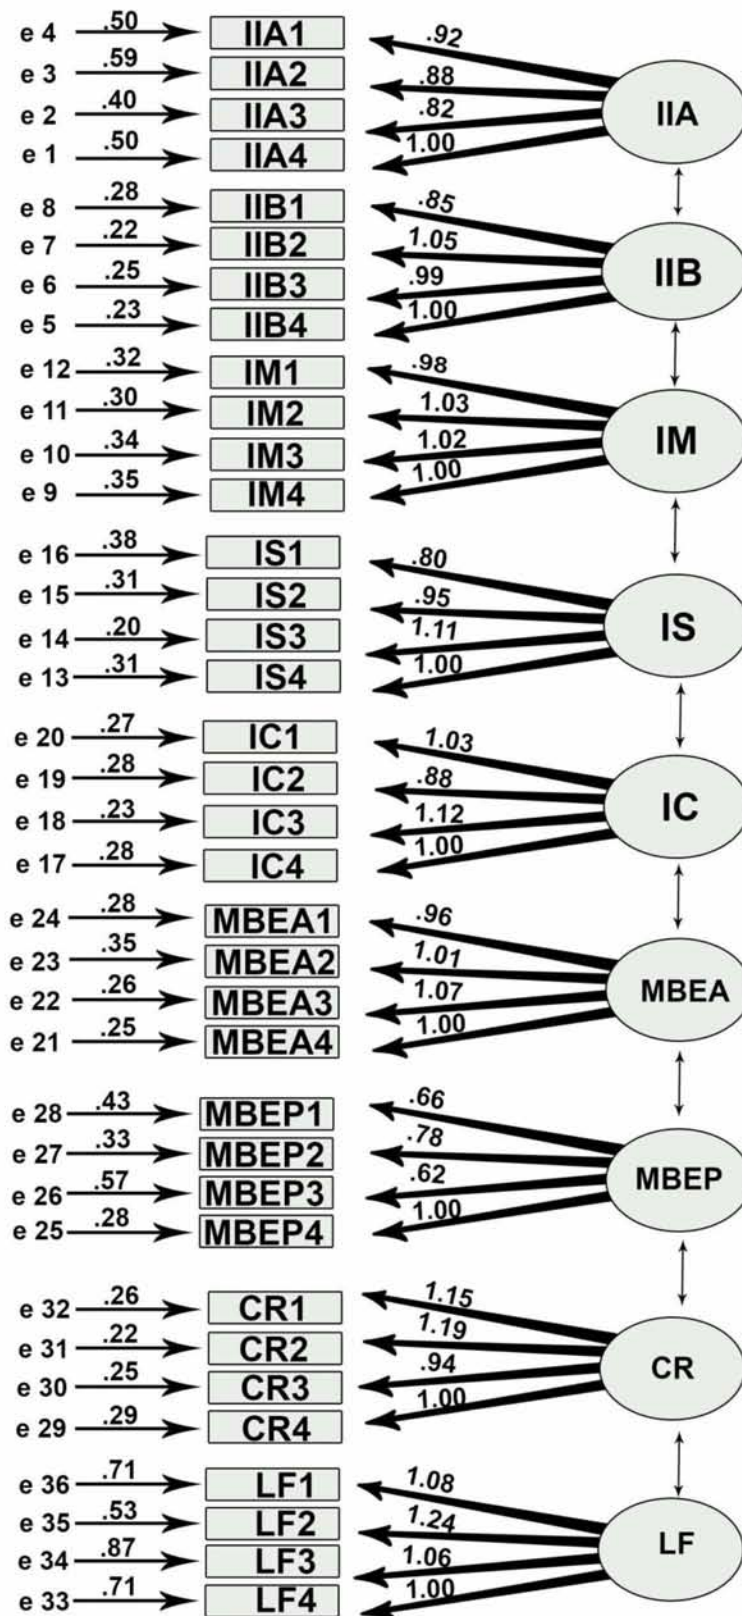 e 4 .50 IIA1 .92
e 3 .59 IIA2 .88
e 2 .40 IIA3 .82
e 1 .50 IIA4 1.00
IIA
e 8 .28 IIB1 .85
e 7 .22 IIB2 1.05
e 6 .25 IIB3 .99
e 5 .23 IIB4 1.00
IIB
e 12 .32 IM1 .98
e 11 .30 IM2 1.03
e 10 .34 IM3 1.02
e 9 .35 IM4 1.00
IM
e 16 .38 IS1 .80
e 15 .31 IS2 .95
e 14 .20 IS3 1.11
e 13 .31 IS4 1.00
IS
e 20 .27 IC1 1.03
e 19 .28 IC2 .88
e 18 .23 IC3 1.12
e 17 .28 IC4 1.00
IC
e 24 .28 MBEA1 .96
e 23 .35 MBEA2 1.01
e 22 .26 MBEA3 1.07
e 21 .25 MBEA4 1.00
MBEA
e 28 .43 MBEP1 .66
e 27 .33 MBEP2 .78
e 26 .57 MBEP3 .62
e 25 .28 MBEP4 1.00
MBEP
e 32 .26 CR1 1.15
e 31 .22 CR2 1.19
e 30 .25 CR3 .94
e 29 .29 CR4 1.00
CR
e 36 .71 LF1 1.08
e 35 .53 LF2 1.24
e 34 .87 LF3 1.06
e 33 .71 LF4 1.00
LF